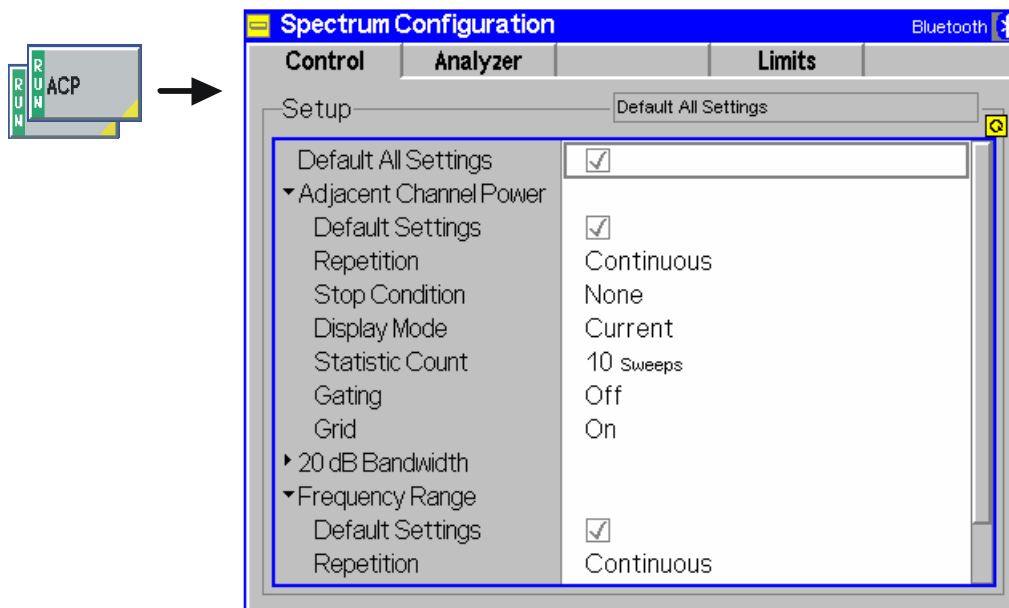 RUN
RUN
ACP
Spectrum Configuration
Bluetooth
Control Analyzer Limits
Setup
Default All Settings
Default All Settings
Adjacent Channel Power
Default Settings
Repetition Continuous
Stop Condition None
Display Mode Current
Statistic Count 10 Sweeps
Gating Off
Grid On
20 dB Bandwidth
Frequency Range
Default Settings
Repetition Continuous